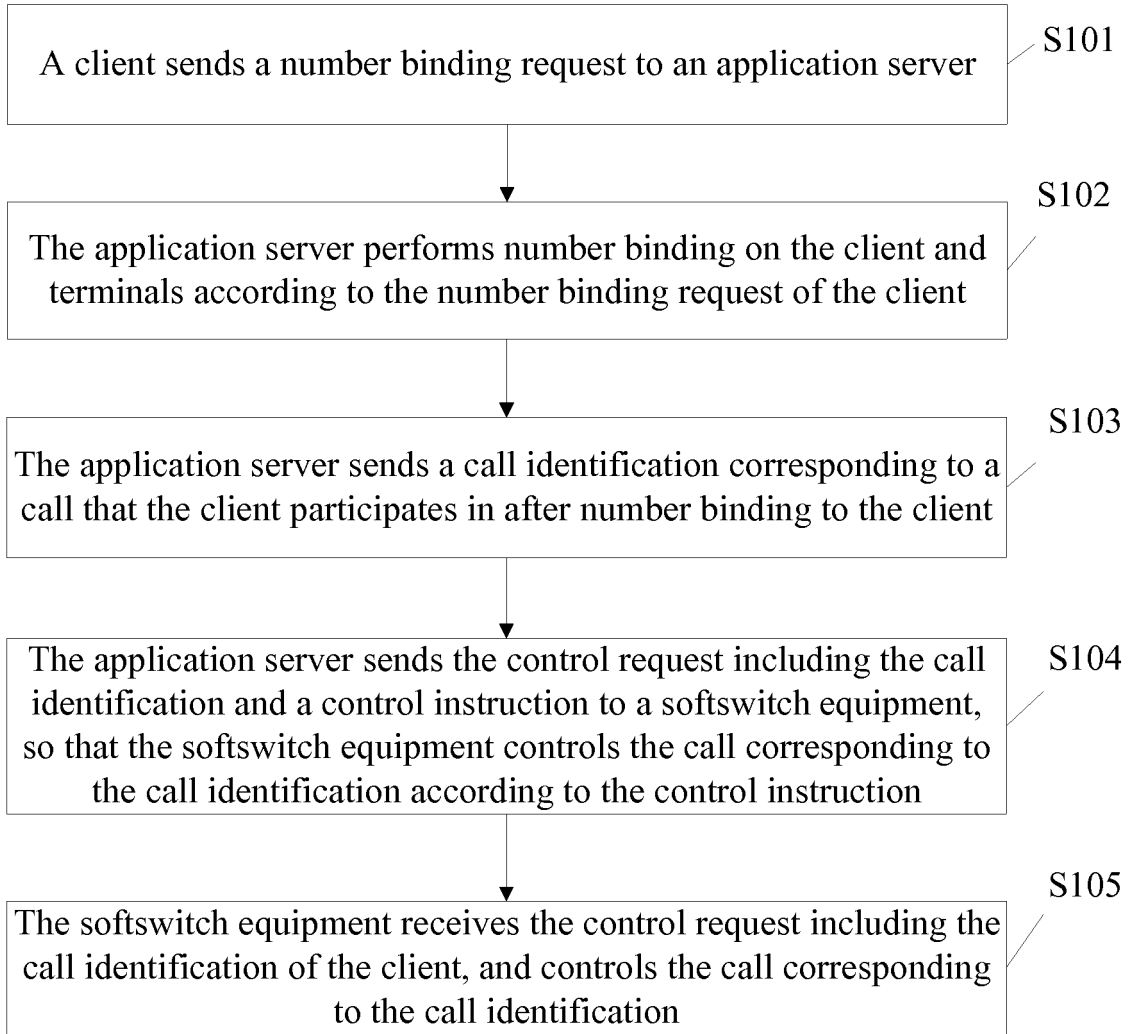 A client sends a number binding request to an application server
S101
The application server performs number binding on the client and
terminals according to the number binding request of the client
S102
The application server sends a call identification corresponding to a
call that the client participates in after number binding to the client
S103
The application server sends the control request including the call
identification and a control instruction to a softswitch equipment,
so that the softswitch equipment controls the call corresponding to
the call identification according to the control instruction
S104
The softswitch equipment receives the control request including the
call identification of the client, and controls the call corresponding
to the call identification
S105